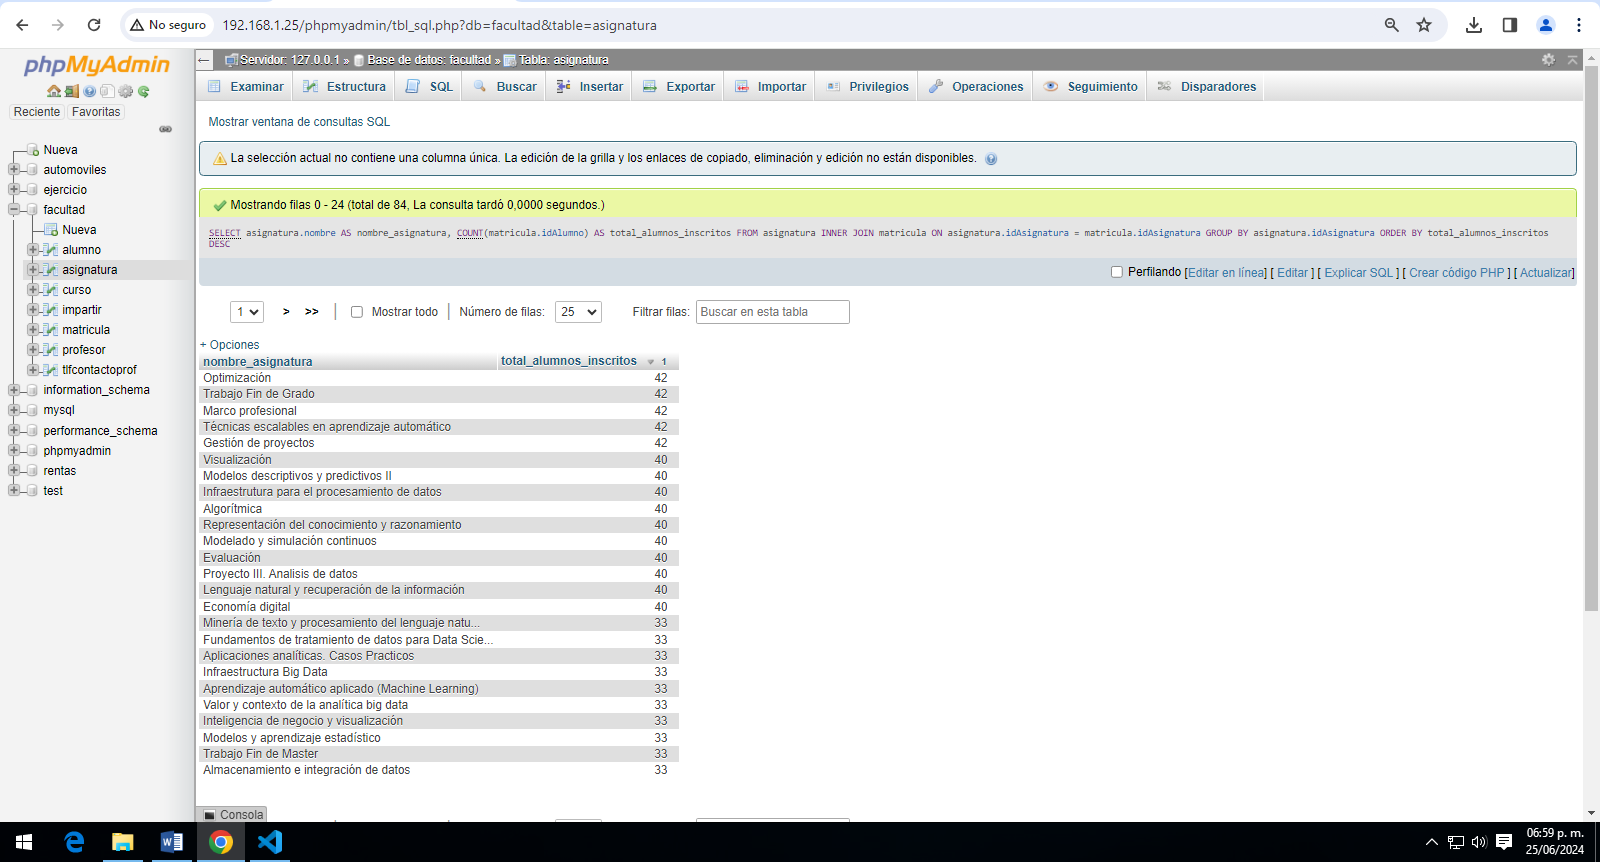 No seguro
192.168.1.25/phpmyadmin/tbl_sql.php?db=facultad&table=asignatura
phpMyAdmin
Reciente Favoritas
Nueva
automoviles
ejercicio
facultad
Nueva
alumno
asignatura
curso
impartir
matricula
profesor
tlfcontactoprof
information_schema
mysql
performance_schema
phpmyadmin
rentas
test
Servidor: 127.0.0.1 » Base de datos: facultad » Tabla: asignatura
Examinar Estructura SQL Buscar Insertar Exportar Importar Privilegios Operaciones Seguimiento Disparadores
Mostrar ventana de consultas SQL
La selección actual no contiene una columna única. La edición de la grilla y los enlaces de copiado, eliminación y edición no están disponibles.
Mostrando filas 0 - 24 (total de 84, La consulta tardó 0,0000 segundos.)
SELECT asignatura.nombre AS nombre_asignatura, COUNT(matricula.idAlumno) AS total_alumnos_inscritos FROM asignatura INNER JOIN matricula ON asignatura.idAsignatura = matricula.idAsignatura GROUP BY asignatura.idAsignatura ORDER BY total_alumnos_inscritos
DESC
Perfilando [Editar en línea] [ Editar ] [ Explicar SQL ] [ Crear código PHP ] [ Actualizar]
1 > >> | Mostrar todo | Número de filas: 25 Filtrar filas: Buscar en esta tabla
+ Opciones
nombre_asignatura total_alumnos_inscritos 1
Optimización 42
Trabajo Fin de Grado 42
Marco profesional 42
Técnicas escalables en aprendizaje automático 42
Gestión de proyectos 42
Visualización 40
Modelos descriptivos y predictivos II 40
Infraestrutura para el procesamiento de datos 40
Algorítmica 40
Representación del conocimiento y razonamiento 40
Modelado y simulación continuos 40
Evaluación 40
Proyecto III. Analisis de datos 40
Lenguaje natural y recuperación de la información 40
Economía digital 40
Minería de texto y procesamiento del lenguaje natu... 33
Fundamentos de tratamiento de datos para Data Scie... 33
Aplicaciones analíticas. Casos Practicos 33
Infraestructura Big Data 33
Aprendizaje automático aplicado (Machine Learning) 33
Valor y contexto de la analítica big data 33
Inteligencia de negocio y visualización 33
Modelos y aprendizaje estadístico 33
Trabajo Fin de Master 33
Almacenamiento e integración de datos 33
Consola
06:59 p. m.
25/06/2024